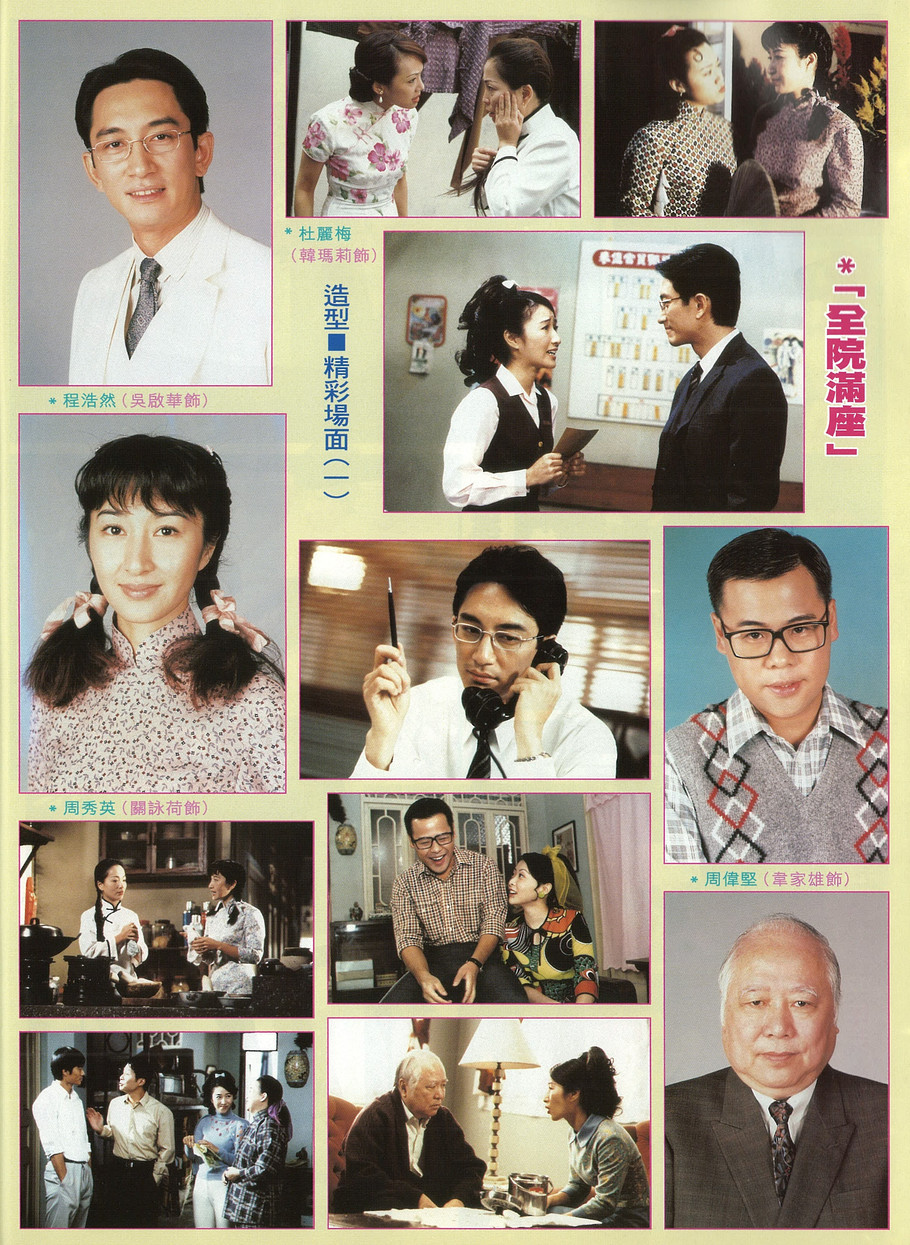 *「全院滿座」
造型■精彩場面(一)
*杜麗梅
(韓瑪莉飾)
*程浩然(吳啟華飾)
*周秀英(關詠荷飾)
*周偉堅(韋家雄飾)